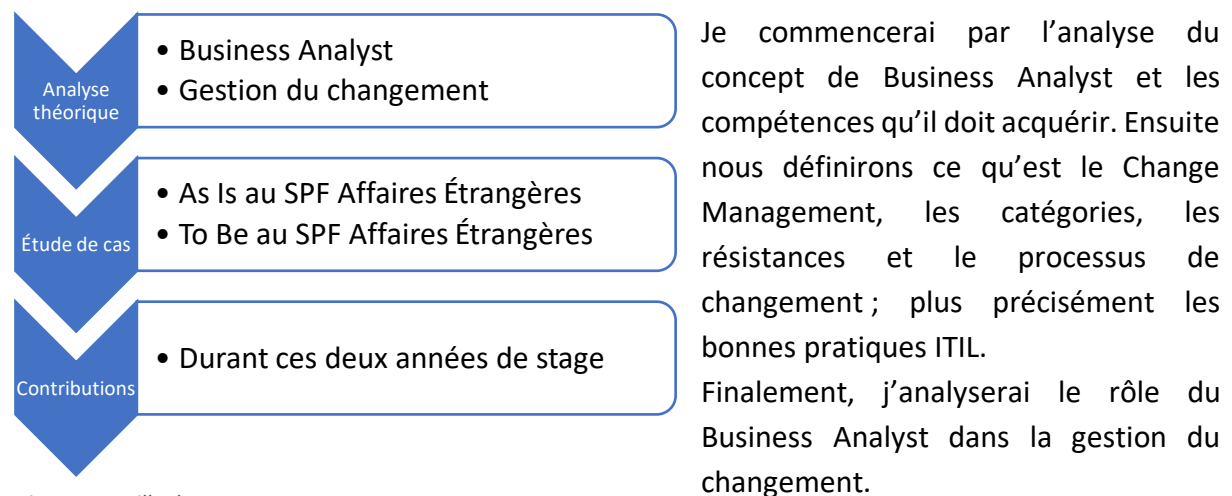 Analyse
théorique
• Business Analyst
• Gestion du changement
Étude de cas
• As Is au SPF Affaires Étrangères
• To Be au SPF Affaires Étrangères
Contributions
• Durant ces deux années de stage
Je commencerai par l’analyse du
concept de Business Analyst et les
compétences qu’il doit acquérir. Ensuite
nous définirons ce qu’est le Change
Management, les catégories, les
résistances et le processus de
changement ; plus précisément les
bonnes pratiques ITIL.
Finalement, j’analyserai le rôle du
Business Analyst dans la gestion du
changement.